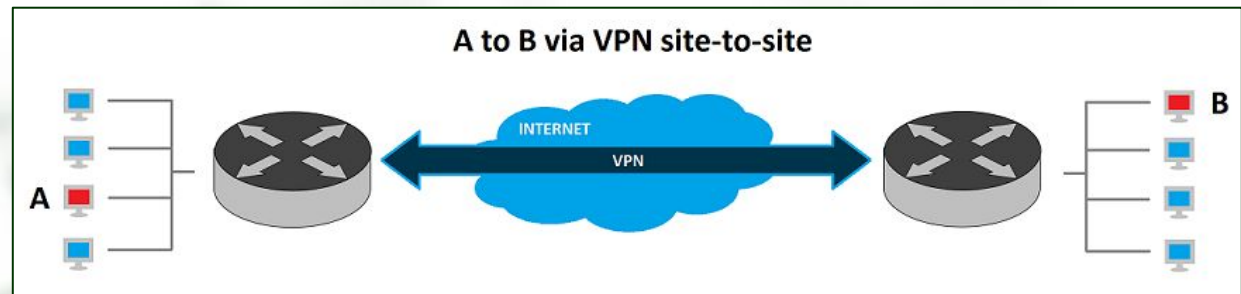 A to B via VPN site-to-site
INTERNET
VPN
A
B